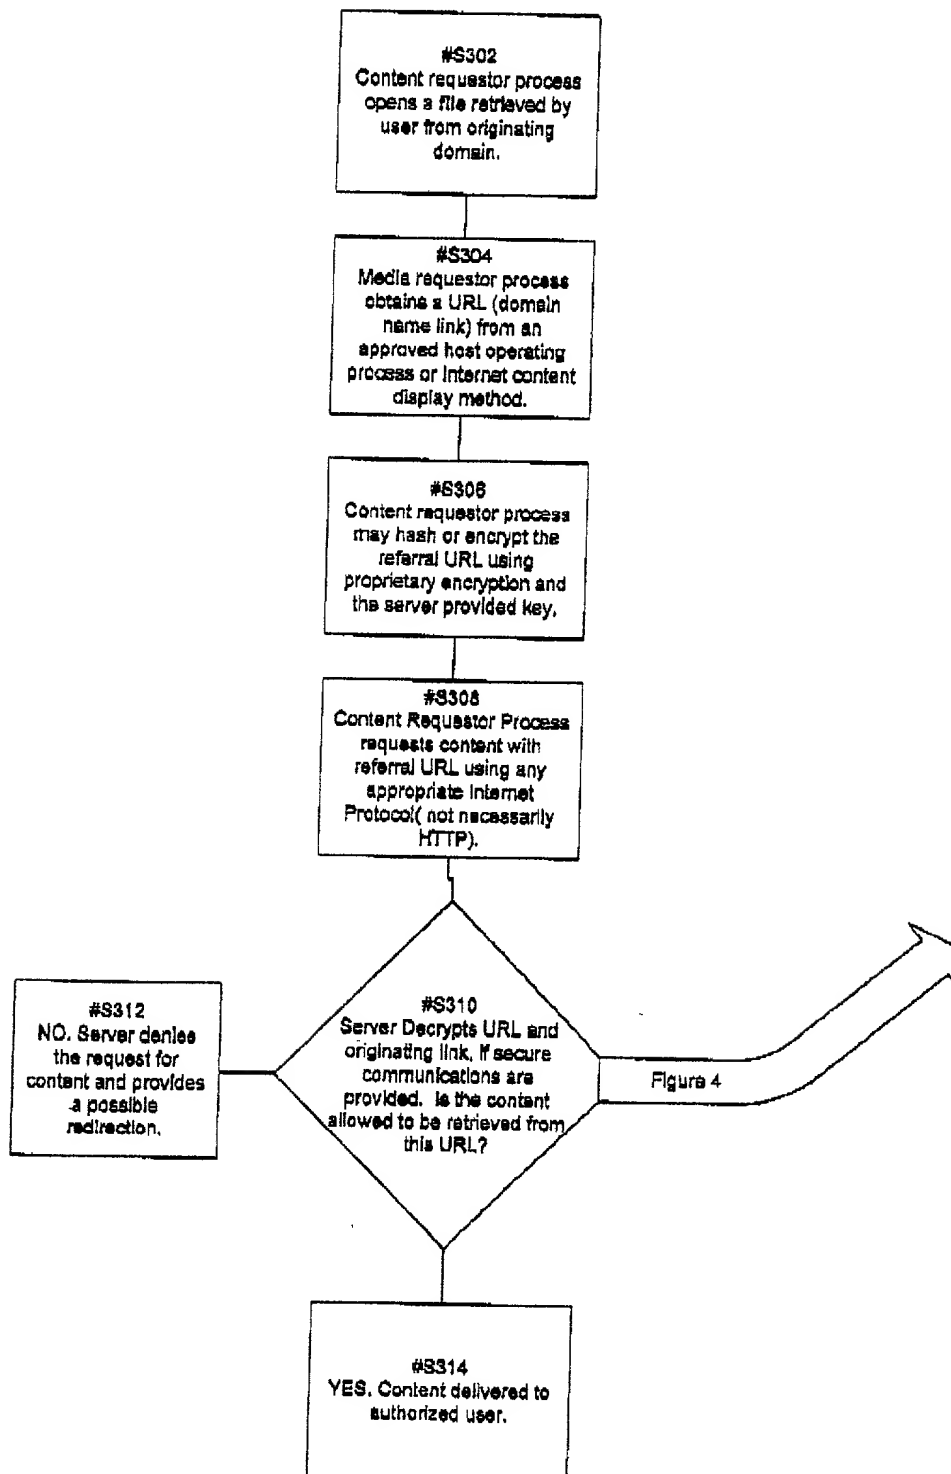 #S302
Content requestor process
opens a file retrieved by
user from originating
domain.
#S304
Media requestor process
obtains a URL (domain
name link) from an
approved host operating
process or Internet content
display method.
#S306
Content requestor process
may hash or encrypt the
referral URL using
proprietary encryption and
the server provided key.
#S308
Content Requestor Process
requests content with
referral URL using any
appropriate Internet
Protocol( not necessarily
HTTP).
#S310
Server Decrypts URL and
originating link, if secure
communications are
provided. Is the content
allowed to be retrieved from
this URL?
#S312
NO. Server denies
the request for
content and provides
a possible
redirection.
Figure 4
#S314
YES. Content delivered to
authorized user.